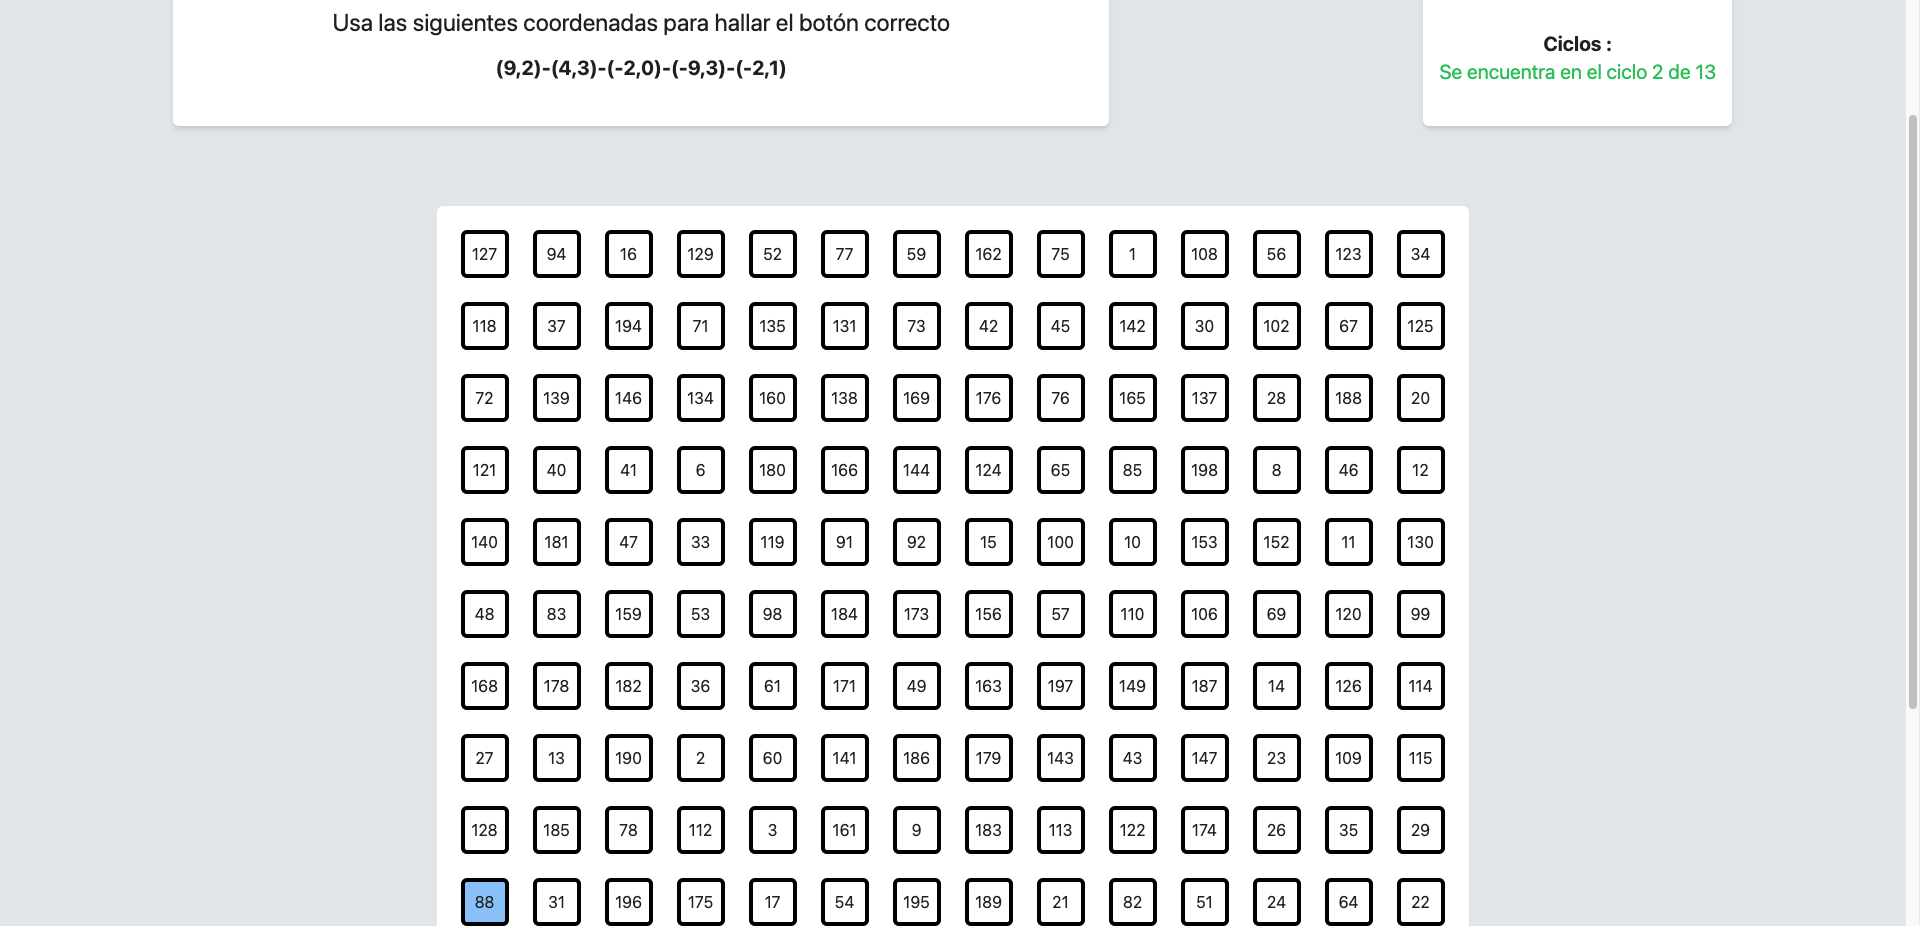 Usa las siguientes coordenadas para hallar el botón correcto
(9,2)-(4,3)-(-2,0)-(-9,3)-(-2,1)
Ciclos :
Se encuentra en el ciclo 2 de 13
127 94 16 129 52 77 59 162 75 1 108 56 123 34
118 37 194 71 135 131 73 42 45 142 30 102 67 125
72 139 146 134 160 138 169 176 76 165 137 28 188 20
121 40 41 6 180 166 144 124 65 85 198 8 46 12
140 181 47 33 119 91 92 15 100 10 153 152 11 130
48 83 159 53 98 184 173 156 57 110 106 69 120 99
168 178 182 36 61 171 49 163 197 149 187 14 126 114
27 13 190 2 60 141 186 179 143 43 147 23 109 115
128 185 78 112 3 161 9 183 113 122 174 26 35 29
88 31 196 175 17 54 195 189 21 82 51 24 64 22